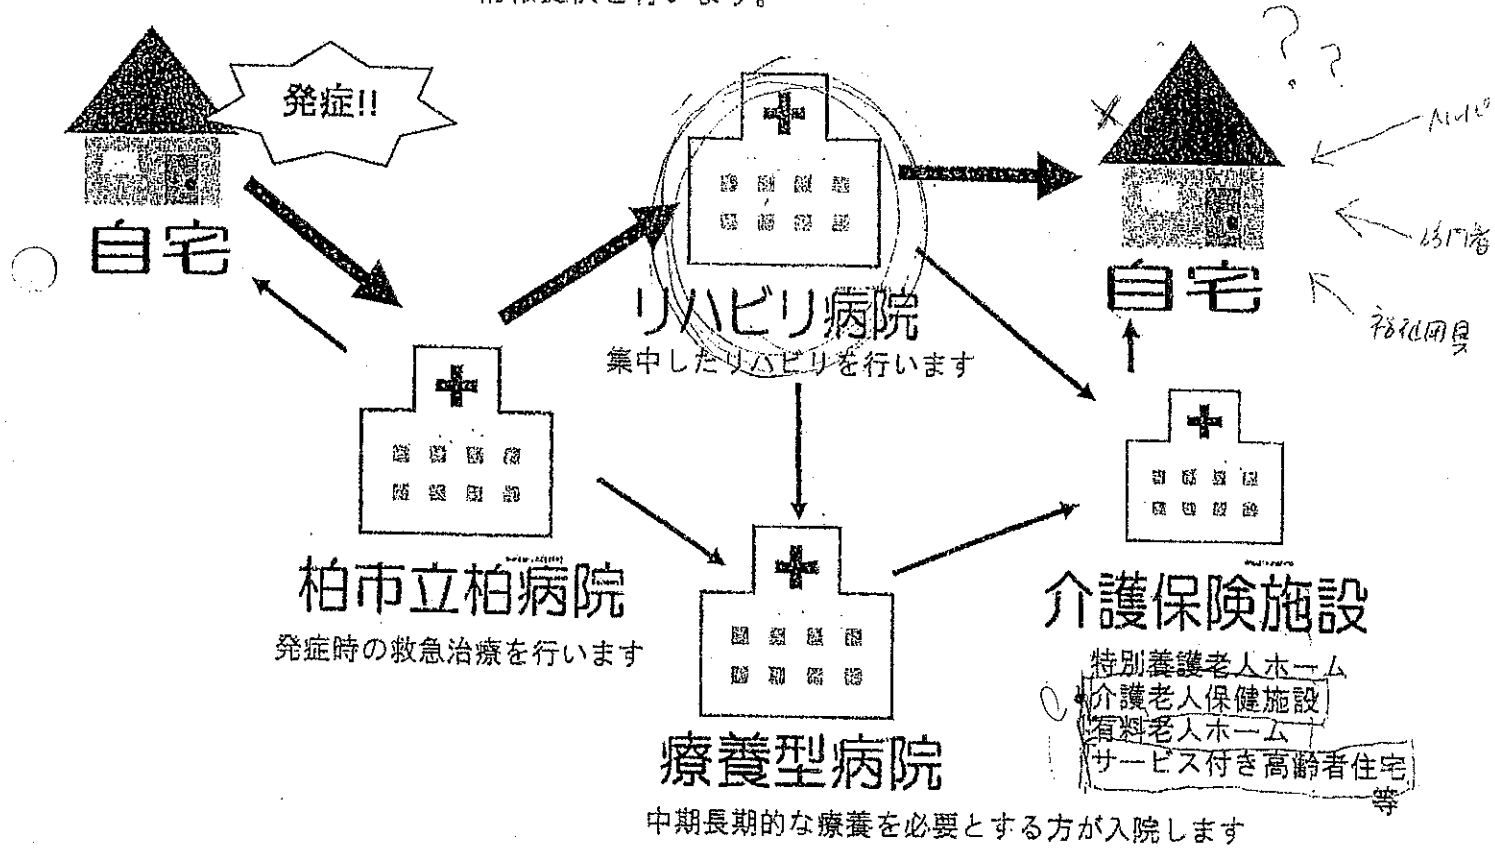 発症!!
自宅
リハビリ病院
集中したリハビリを行います
自宅
福祉用具
柏市立柏病院
発症時の救急治療を行います
療養型病院
中期長期的な療養を必要とする方が入院します
介護保険施設
特別養護老人ホーム
介護老人保健施設
有料老人ホーム
サービス付き高齢者住宅
等